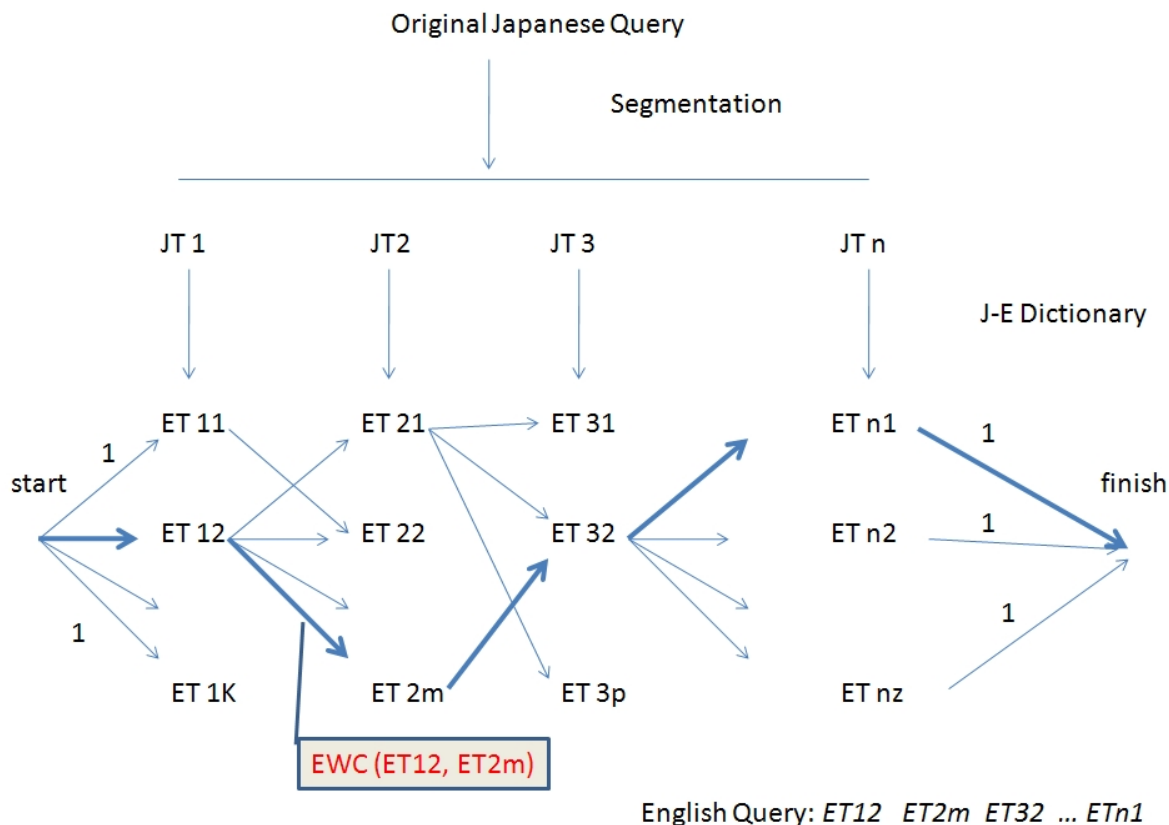 Original Japanese Query
Segmentation
JT 1 JT2 JT 3 JT n
J-E Dictionary
ET 11 ET 21 ET 31 ET n1
1 1
start finish
ET 12 ET 22 ET 32 ET n2 1
1 1
ET 1K ET 2m ET 3p ET nz
EWC (ET12, ET2m)
English Query: ET12 ET2m ET32 ... ETn1